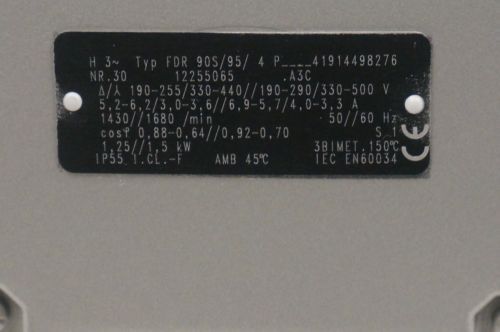 H 3~ Typ FDR 90S/95/ 4 P____41914498276
NR.30 12255065 .A3C
Δ/⅄ 190-255/330-440//190-290/330-500 V
5,2-6,2/3,0-3,6//6,9-5,7/4,0-3,3 A
1430//1680 /min 50//60 Hz
cosf 0,88-0,64//0,92-0,70 S_1
1,25//1,5 kW 3BIMET.150°C
IP55 I.CL.-F AMB 45°C IEC EN60034
CE